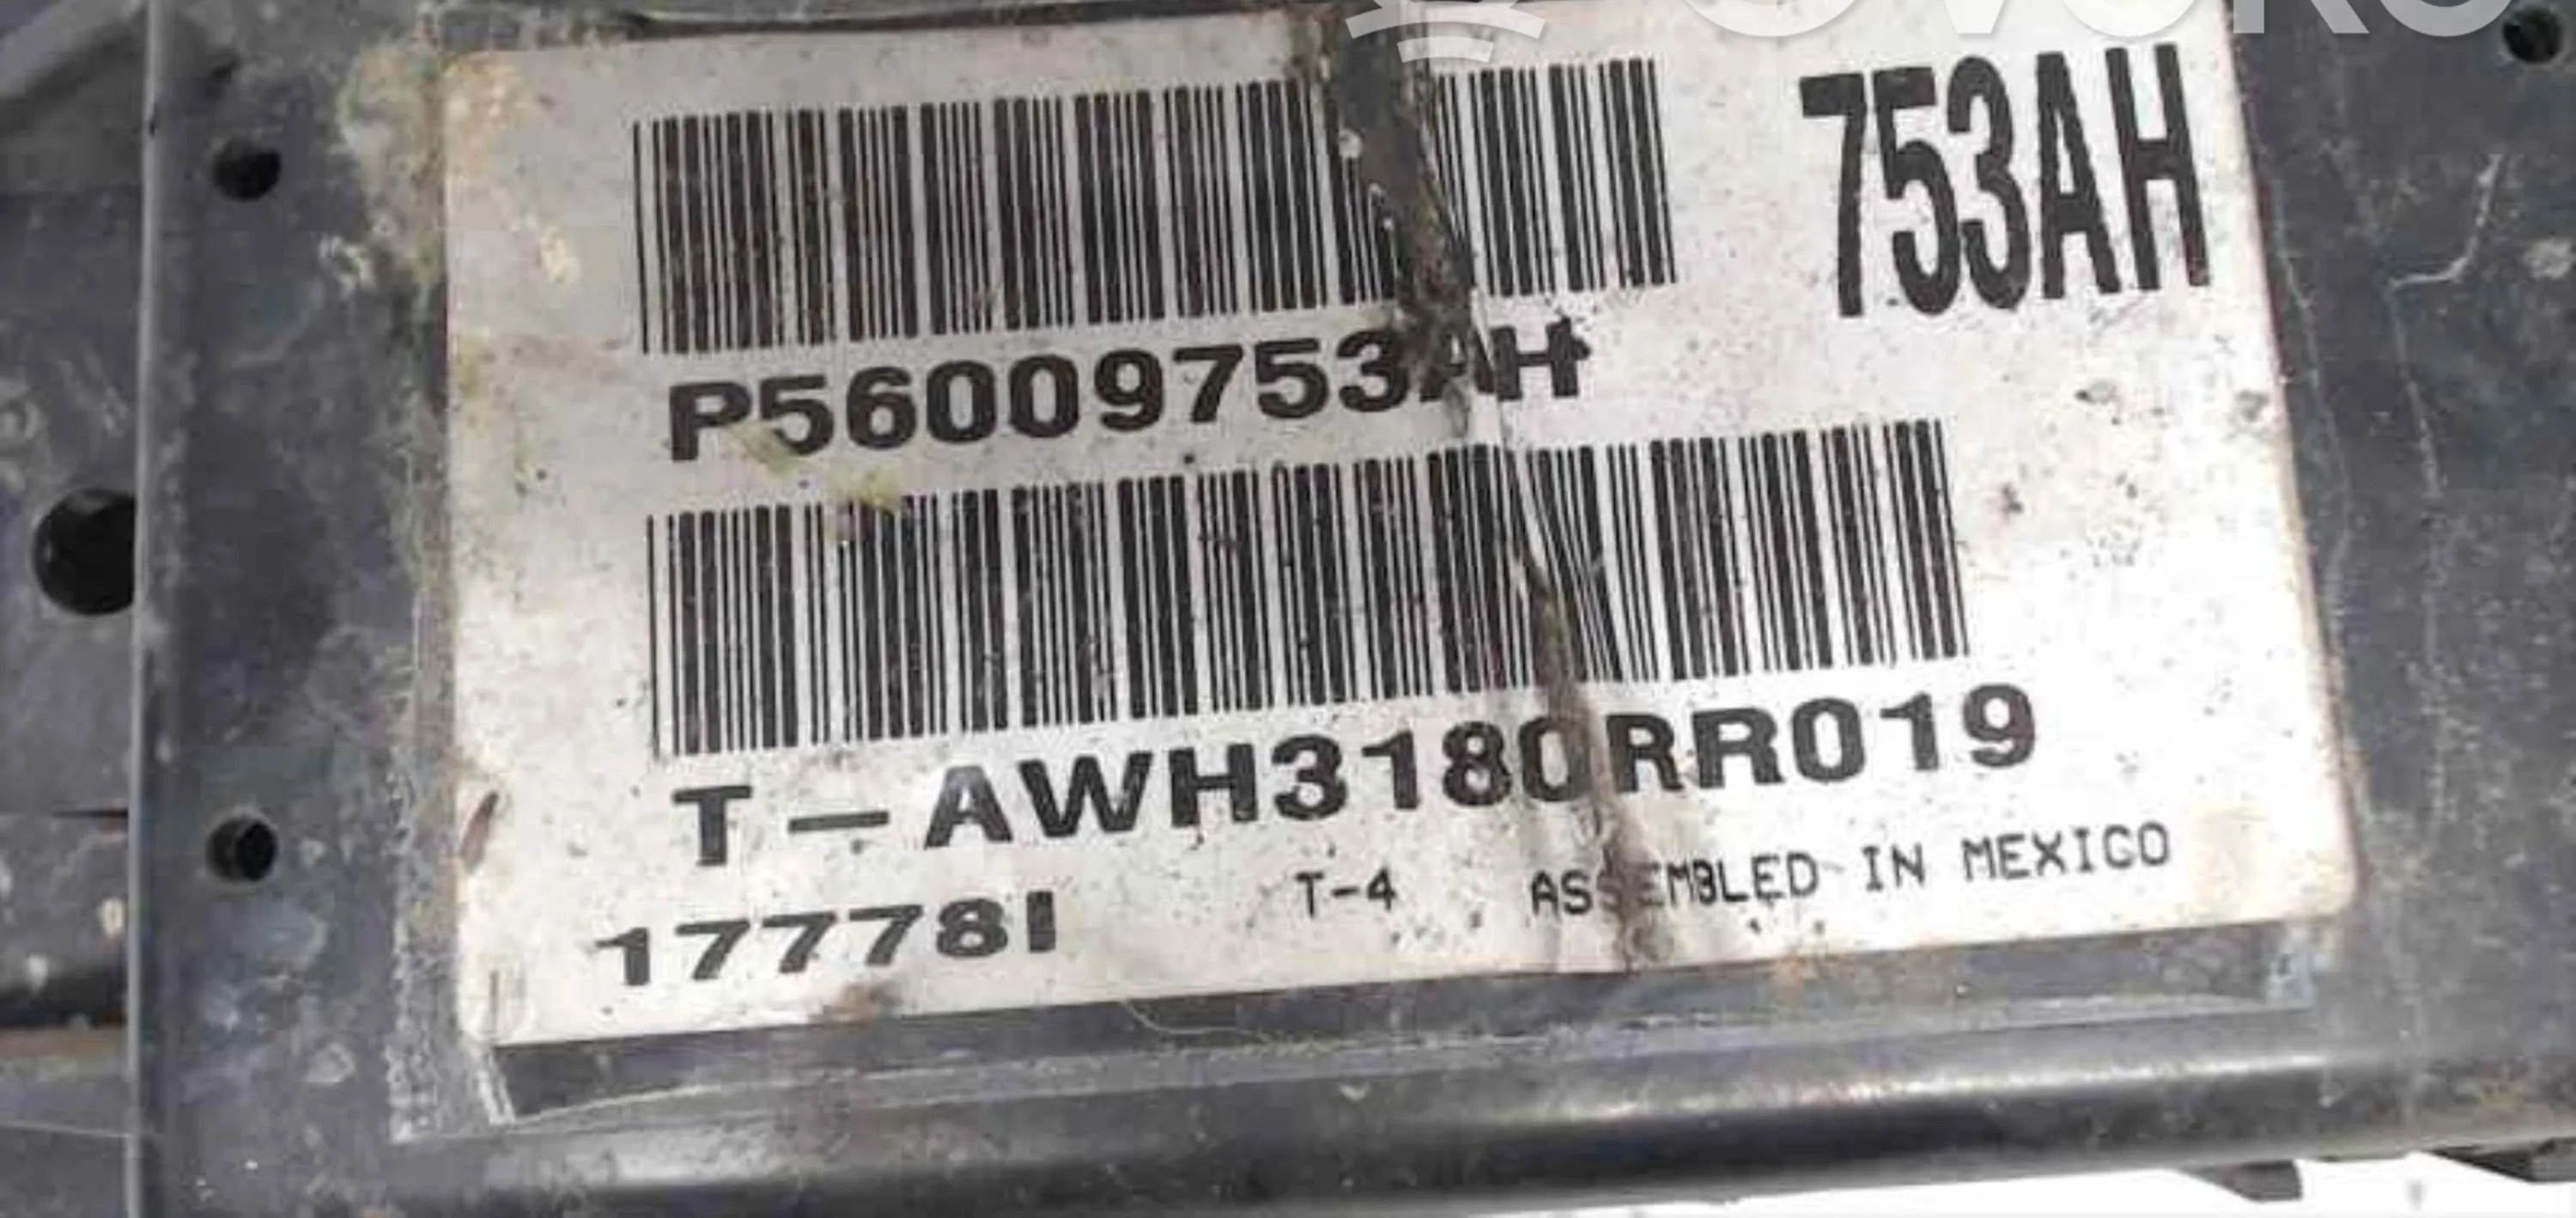 753AH
P56009753AH
T-AWH3180RR019
17778I T-4 ASSEMBLED IN MEXICO